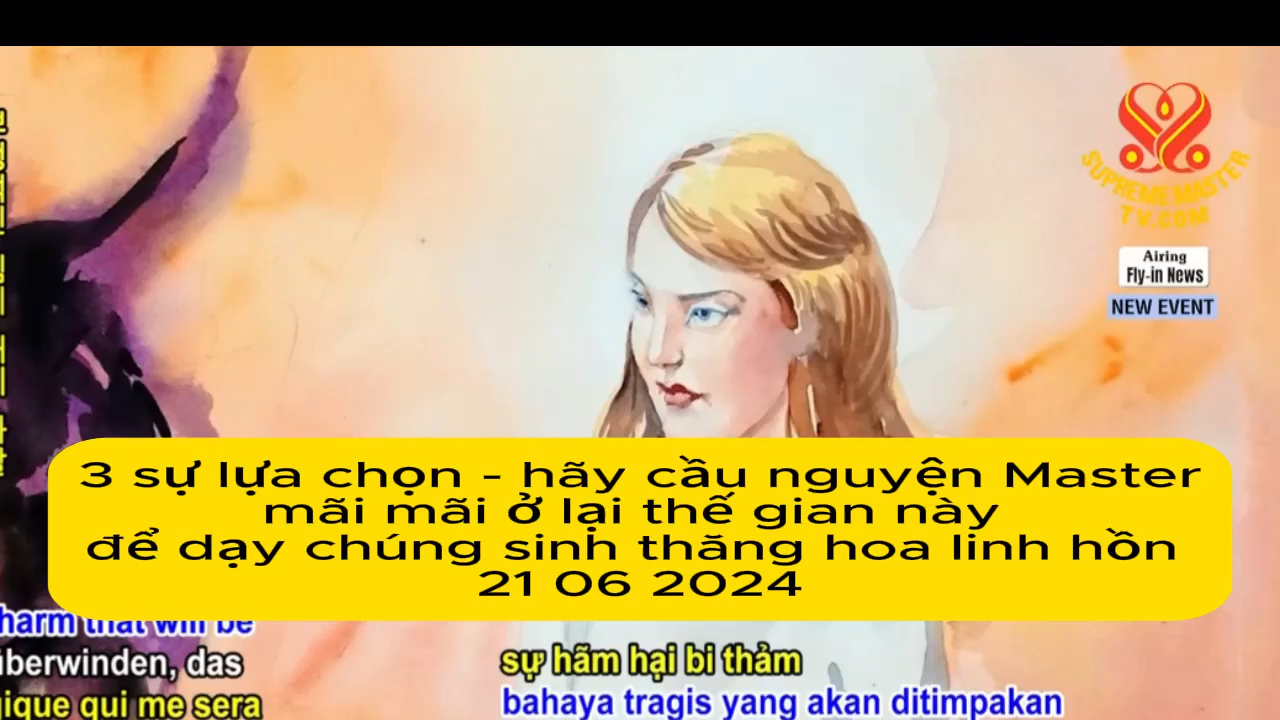 SUPREME MASTER
TV.COM
Airing
Fly-in News
NEW EVENT
3 sự lựa chọn - hãy cầu nguyện Master
mãi mãi ở lại thế gian này
để dạy chúng sinh thăng hoa linh hồn
21 06 2024
harm that will be
überwinden, das
gique qui me sera
sự hãm hại bi thảm
bahaya tragis yang akan ditimpakan